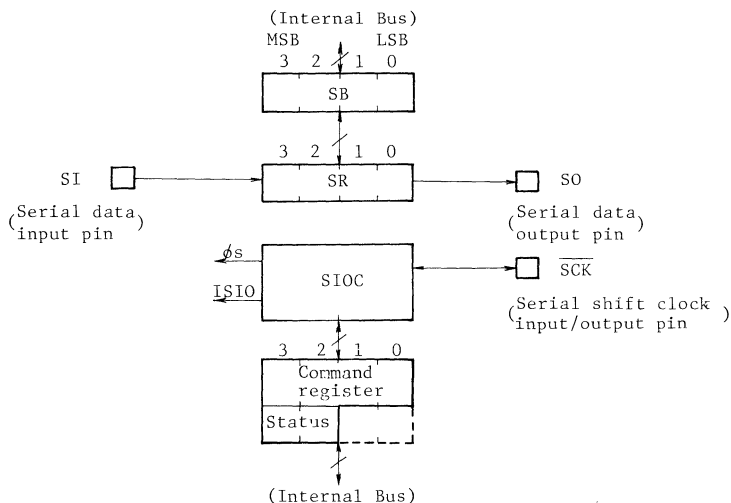 (Internal Bus)
MSB LSB
3 2 1 0
SB
3 2 1 0
SI SR SO
(Serial data input pin)
(Serial data output pin)
φs
ISIO
SIOC
SCK
(Serial shift clock input/output pin)
3 2 1 0
Command
register
Status
(Internal Bus)